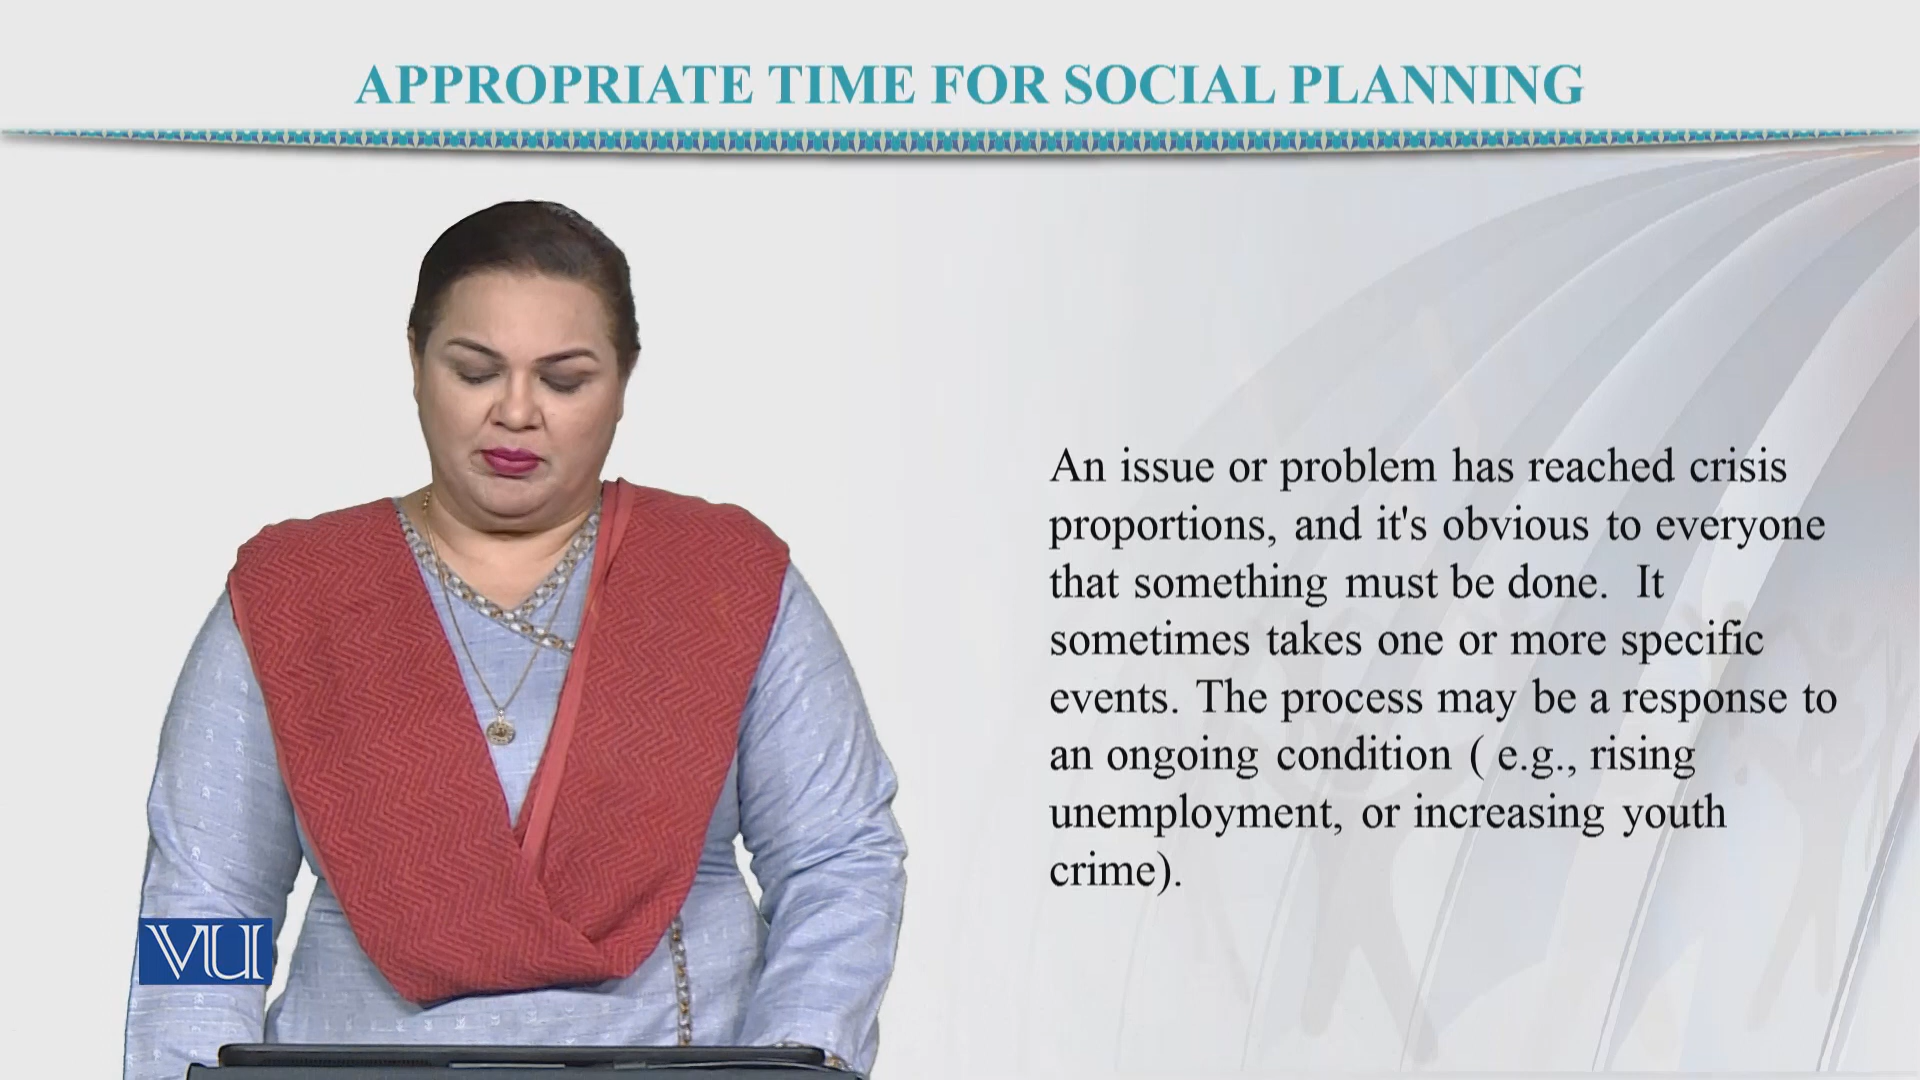 APPROPRIATE TIME FOR SOCIAL PLANNING
An issue or problem has reached crisis
proportions, and it's obvious to everyone
that something must be done. It
sometimes takes one or more specific
events. The process may be a response to
an ongoing condition ( e.g., rising
unemployment, or increasing youth
crime).
VU